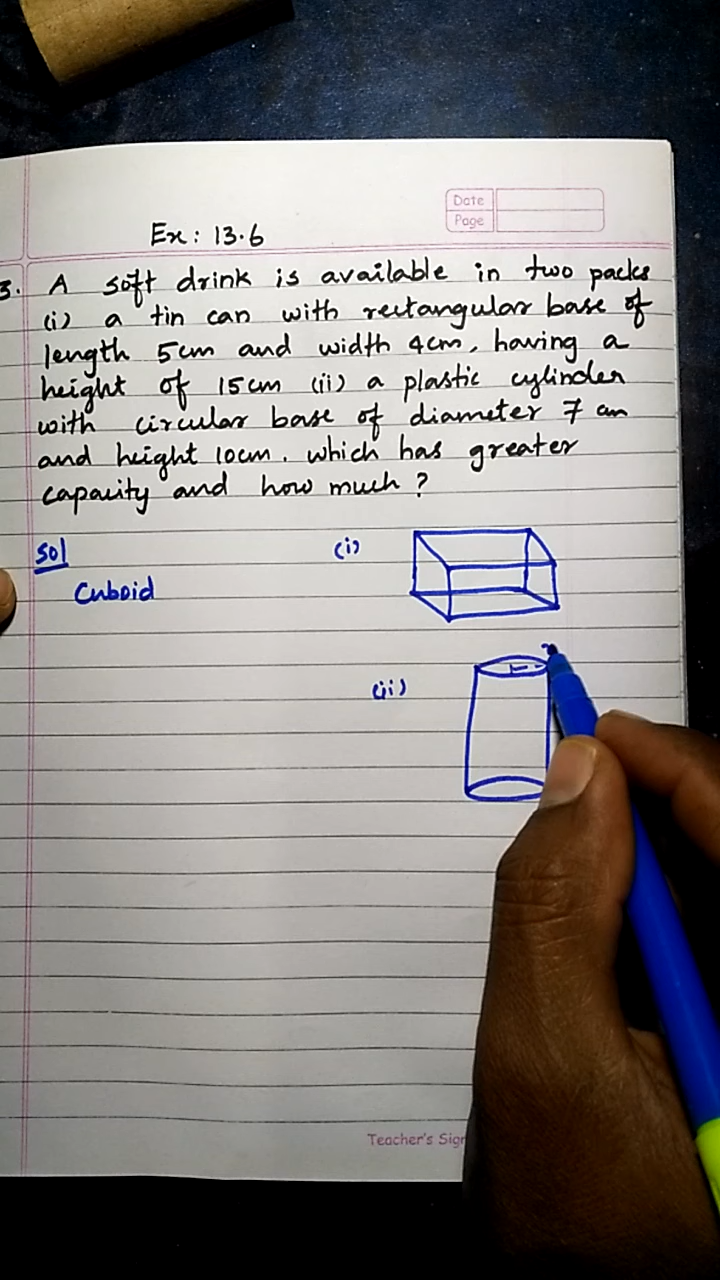 Date
Page
Ex: 13.6
3. A soft drink is available in two packs
(i) a tin can with rectangular base of
length 5cm and width 4cm, having a
height of 15cm (ii) a plastic cylinder
with circular base of diameter 7 cm
and height 10cm. which has greater
capacity and how much?
Sol
(i)
Cuboid
(ii)
Teacher's Sign